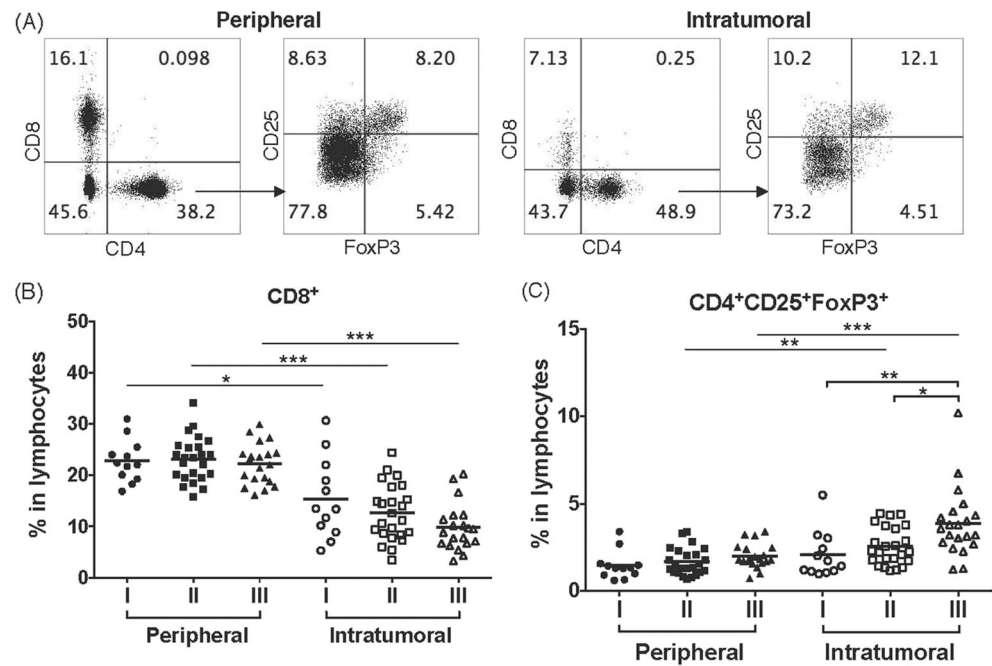 (A)
Peripheral
Intratumoral
16.1 0.098
45.6 38.2
CD8
CD4
8.63 8.20
77.8 5.42
CD25
FoxP3
7.13 0.25
43.7 48.9
CD8
CD4
10.2 12.1
73.2 4.51
CD25
FoxP3
(B)
CD8+
% in lymphocytes
50
40
30
20
10
0
***
***
*
I II III I II III
Peripheral Intratumoral
(C)
CD4+CD25+FoxP3+
% in lymphocytes
15
10
5
0
***
**
**
*
I II III I II III
Peripheral Intratumoral